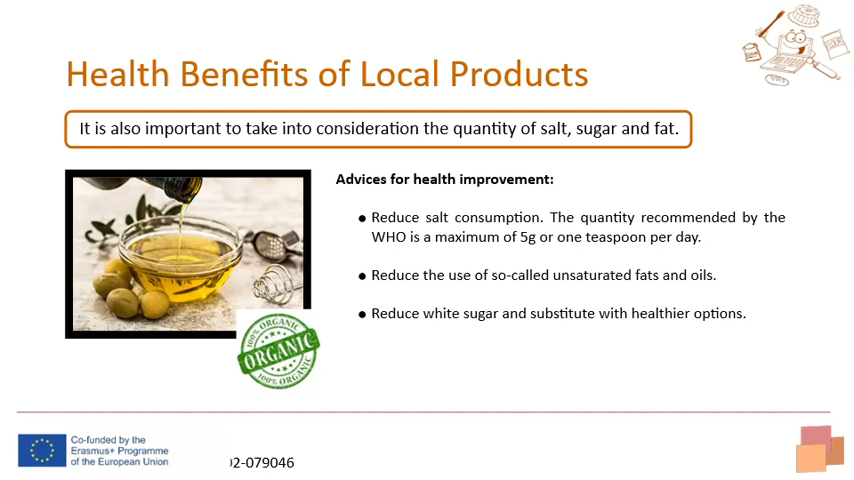 Health Benefits of Local Products
It is also important to take into consideration the quantity of salt, sugar and fat.
Advices for health improvement:
● Reduce salt consumption. The quantity recommended by the
WHO is a maximum of 5g or one teaspoon per day.
● Reduce the use of so-called unsaturated fats and oils.
● Reduce white sugar and substitute with healthier options.
100% ORGANIC
ORGANIC
100% ORGANIC
Co-funded by the
Erasmus+ Programme
of the European Union
02-079046